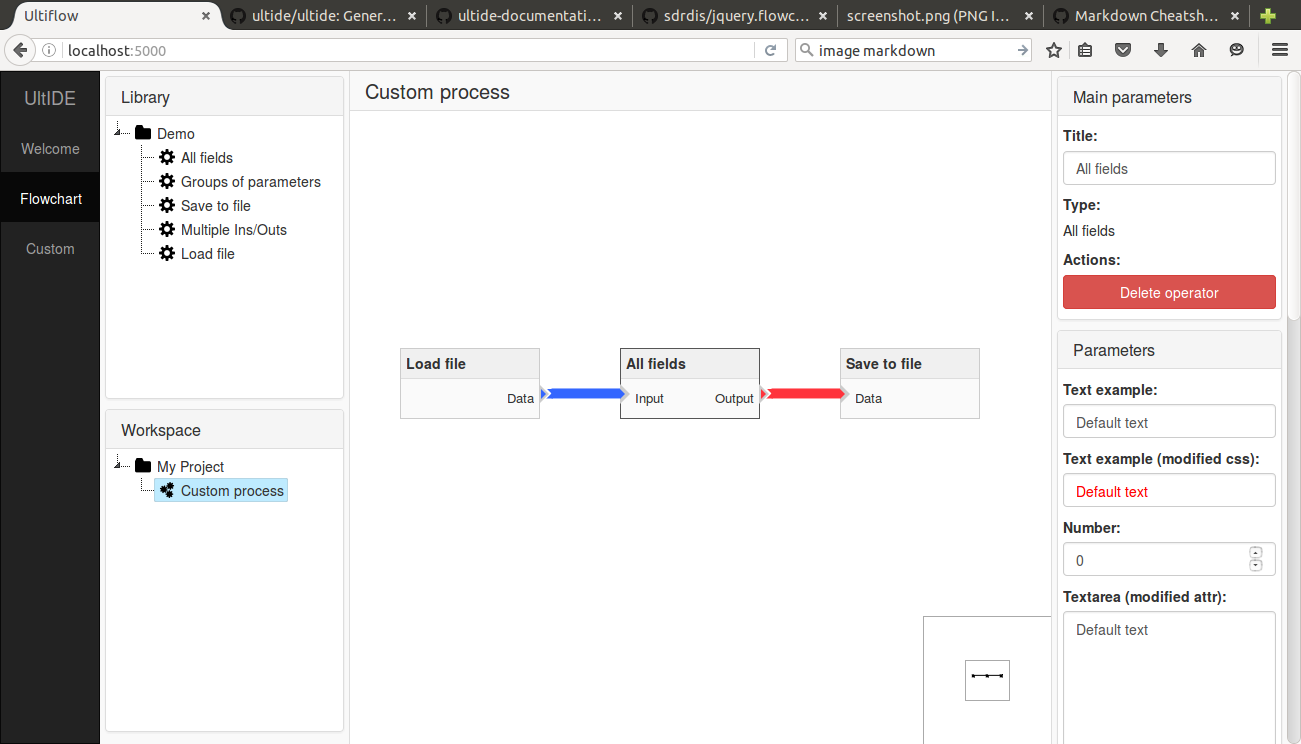 Ultiflow
ultide/ultide: Gener...
ultide-documentati...
sdrdis/jquery.flowc...
screenshot.png (PNG I...
Markdown Cheatsh...
localhost:5000
image markdown
UltIDE
Welcome
Flowchart
Custom
Library
Demo
All fields
Groups of parameters
Save to file
Multiple Ins/Outs
Load file
Workspace
My Project
Custom process
Custom process
Load file
Data
All fields
Input Output
Save to file
Data
Main parameters
Title:
All fields
Type:
All fields
Actions:
Delete operator
Parameters
Text example:
Default text
Text example (modified css):
Default text
Number:
0
Textarea (modified attr):
Default text